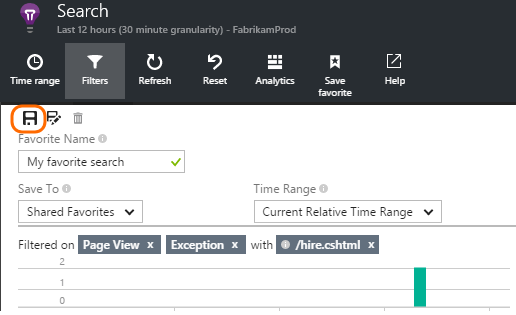 Search
Last 12 hours (30 minute granularity) - FabrikamProd
Time range
Filters
Refresh
Reset
Analytics
Save favorite
Help
Favorite Name
My favorite search
Save To
Time Range
Shared Favorites
Current Relative Time Range
Filtered on Page View x Exception x with /hire.cshtml x
2
1
0